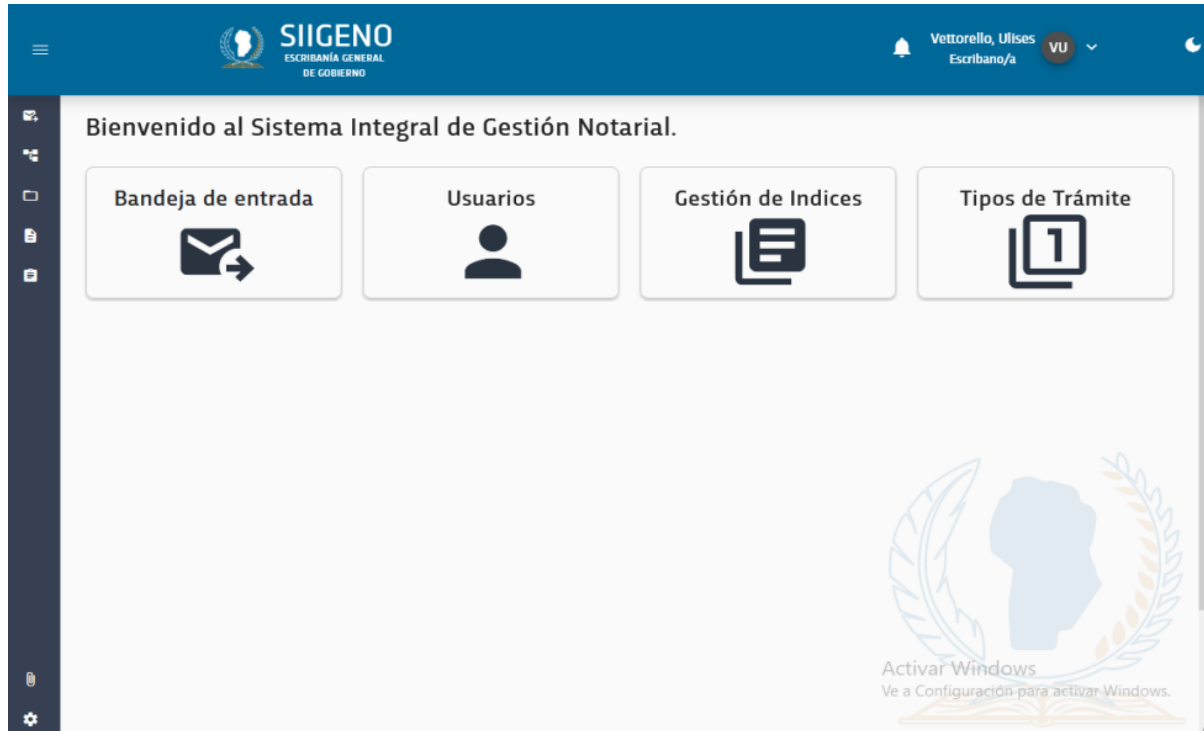 SIIGENO
ESCRIBANÍA GENERAL
DE GOBIERNO
Vettorello, Ulises
Escribano/a
VU
Bienvenido al Sistema Integral de Gestión Notarial.
Bandeja de entrada
Usuarios
Gestión de Indices
Tipos de Trámite
1
Activar Windows
Ve a Configuración para activar Windows.